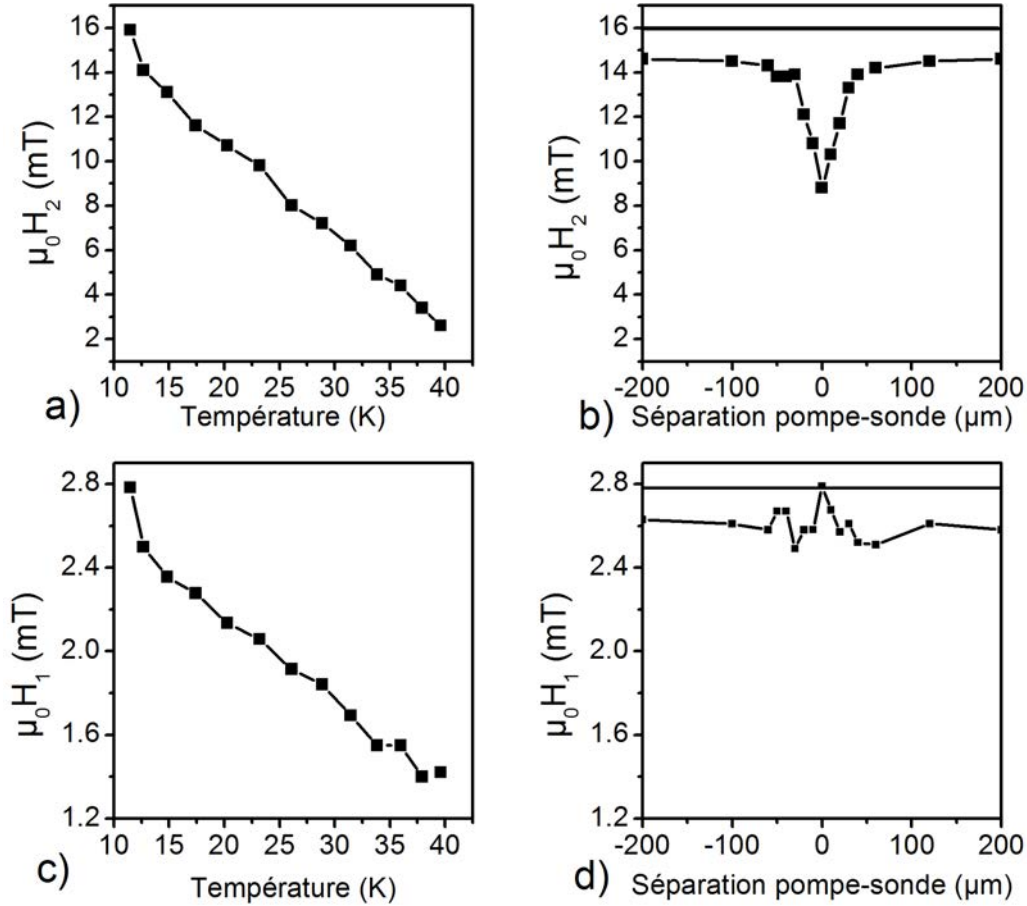 16
14
12
10
8
6
4
2
µ₀H₂ (mT)
10 15 20 25 30 35 40
a)
Température (K)
16
14
12
10
8
6
4
2
µ₀H₂ (mT)
-200 -100 0 100 200
b)
Séparation pompe-sonde (µm)
2.8
2.4
2.0
1.6
1.2
µ₀H₁ (mT)
10 15 20 25 30 35 40
c)
Température (K)
2.8
2.4
2.0
1.6
1.2
µ₀H₁ (mT)
-200 -100 0 100 200
d)
Séparation pompe-sonde (µm)